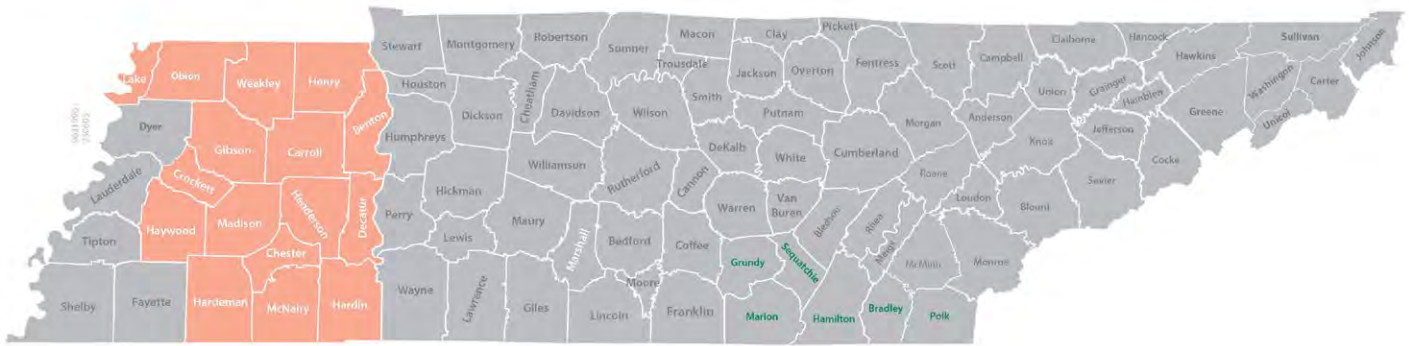 Stewart
Montgomery
Robertson
Sumner
Macon
Clay
Pickett
Claiborne
Hancock
Hawkins
Sullivan
Johnson
Lake
Obion
Weakley
Henry
Houston
Trousdale
Jackson
Overton
Fentress
Scott
Campbell
Union
Grainger
Hamblen
Washington
Carter
Dyer
Benton
Humphreys
Dickson
Cheatham
Davidson
Wilson
Smith
Putnam
Morgan
Anderson
Knox
Jefferson
Greene
Unicoi
Gibson
Carroll
Williamson
Rutherford
Cannon
DeKalb
White
Cumberland
Roane
Cocke
Lauderdale
Crockett
Hickman
Loudon
Blount
Sevier
Haywood
Madison
Henderson
Decatur
Perry
Lewis
Maury
Marshall
Bedford
Coffee
Warren
Van
Buren
Bledsoe
Rhea
Meigs
McMinn
Monroe
Tipton
Chester
Grundy
Sequatchie
Shelby
Fayette
Hardeman
McNairy
Hardin
Wayne
Lawrence
Giles
Lincoln
Moore
Franklin
Marion
Hamilton
Bradley
Polk